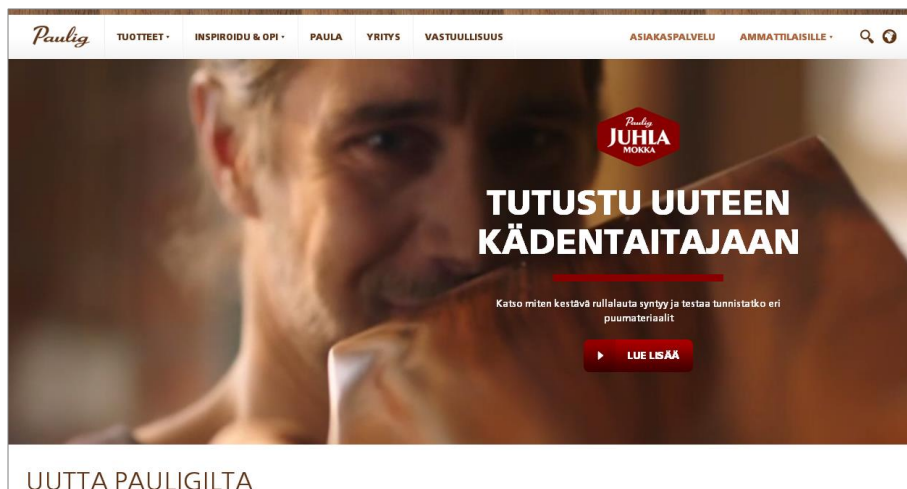 Paulig
TUOTTEET
INSPIROIDU & OPI
PAULA
YRITYS
VASTUULLISUUS
ASIAKASPALVELU
AMMATTILAISILLE
Paulig
JUHLA
MOKKA
TUTUSTU UUTEEN
KÄDENTAITAJAAN
Katso miten kestävä rullalauta syntyy ja testaa tunnistatko eri
puumateriaalit
LUE LISÄÄ
UUTTA PAULIGILTA